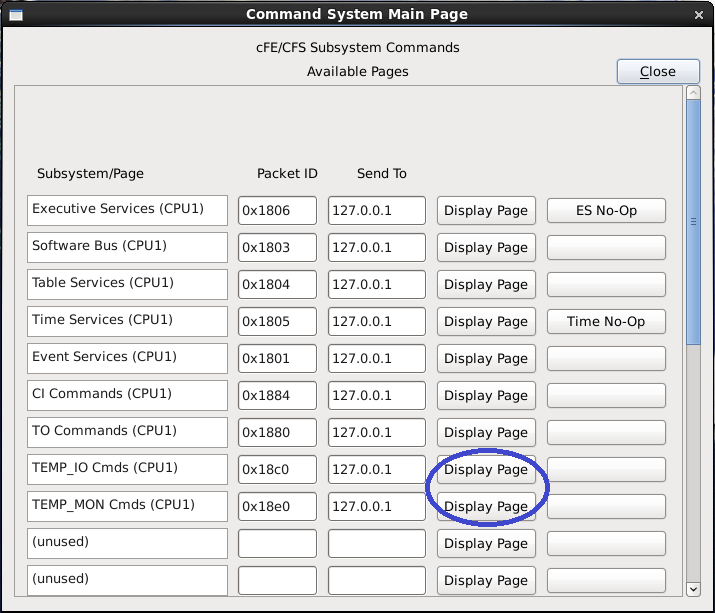 Command System Main Page
cFE/CFS Subsystem Commands
Available Pages
Close
Subsystem/Page Packet ID Send To
Executive Services (CPU1) 0x1806 127.0.0.1 Display Page ES No-Op
Software Bus (CPU1) 0x1803 127.0.0.1 Display Page
Table Services (CPU1) 0x1804 127.0.0.1 Display Page
Time Services (CPU1) 0x1805 127.0.0.1 Display Page Time No-Op
Event Services (CPU1) 0x1801 127.0.0.1 Display Page
CI Commands (CPU1) 0x1884 127.0.0.1 Display Page
TO Commands (CPU1) 0x1880 127.0.0.1 Display Page
TEMP_IO Cmds (CPU1) 0x18c0 127.0.0.1 Display Page
TEMP_MON Cmds (CPU1) 0x18e0 127.0.0.1 Display Page
(unused) Display Page
(unused) Display Page